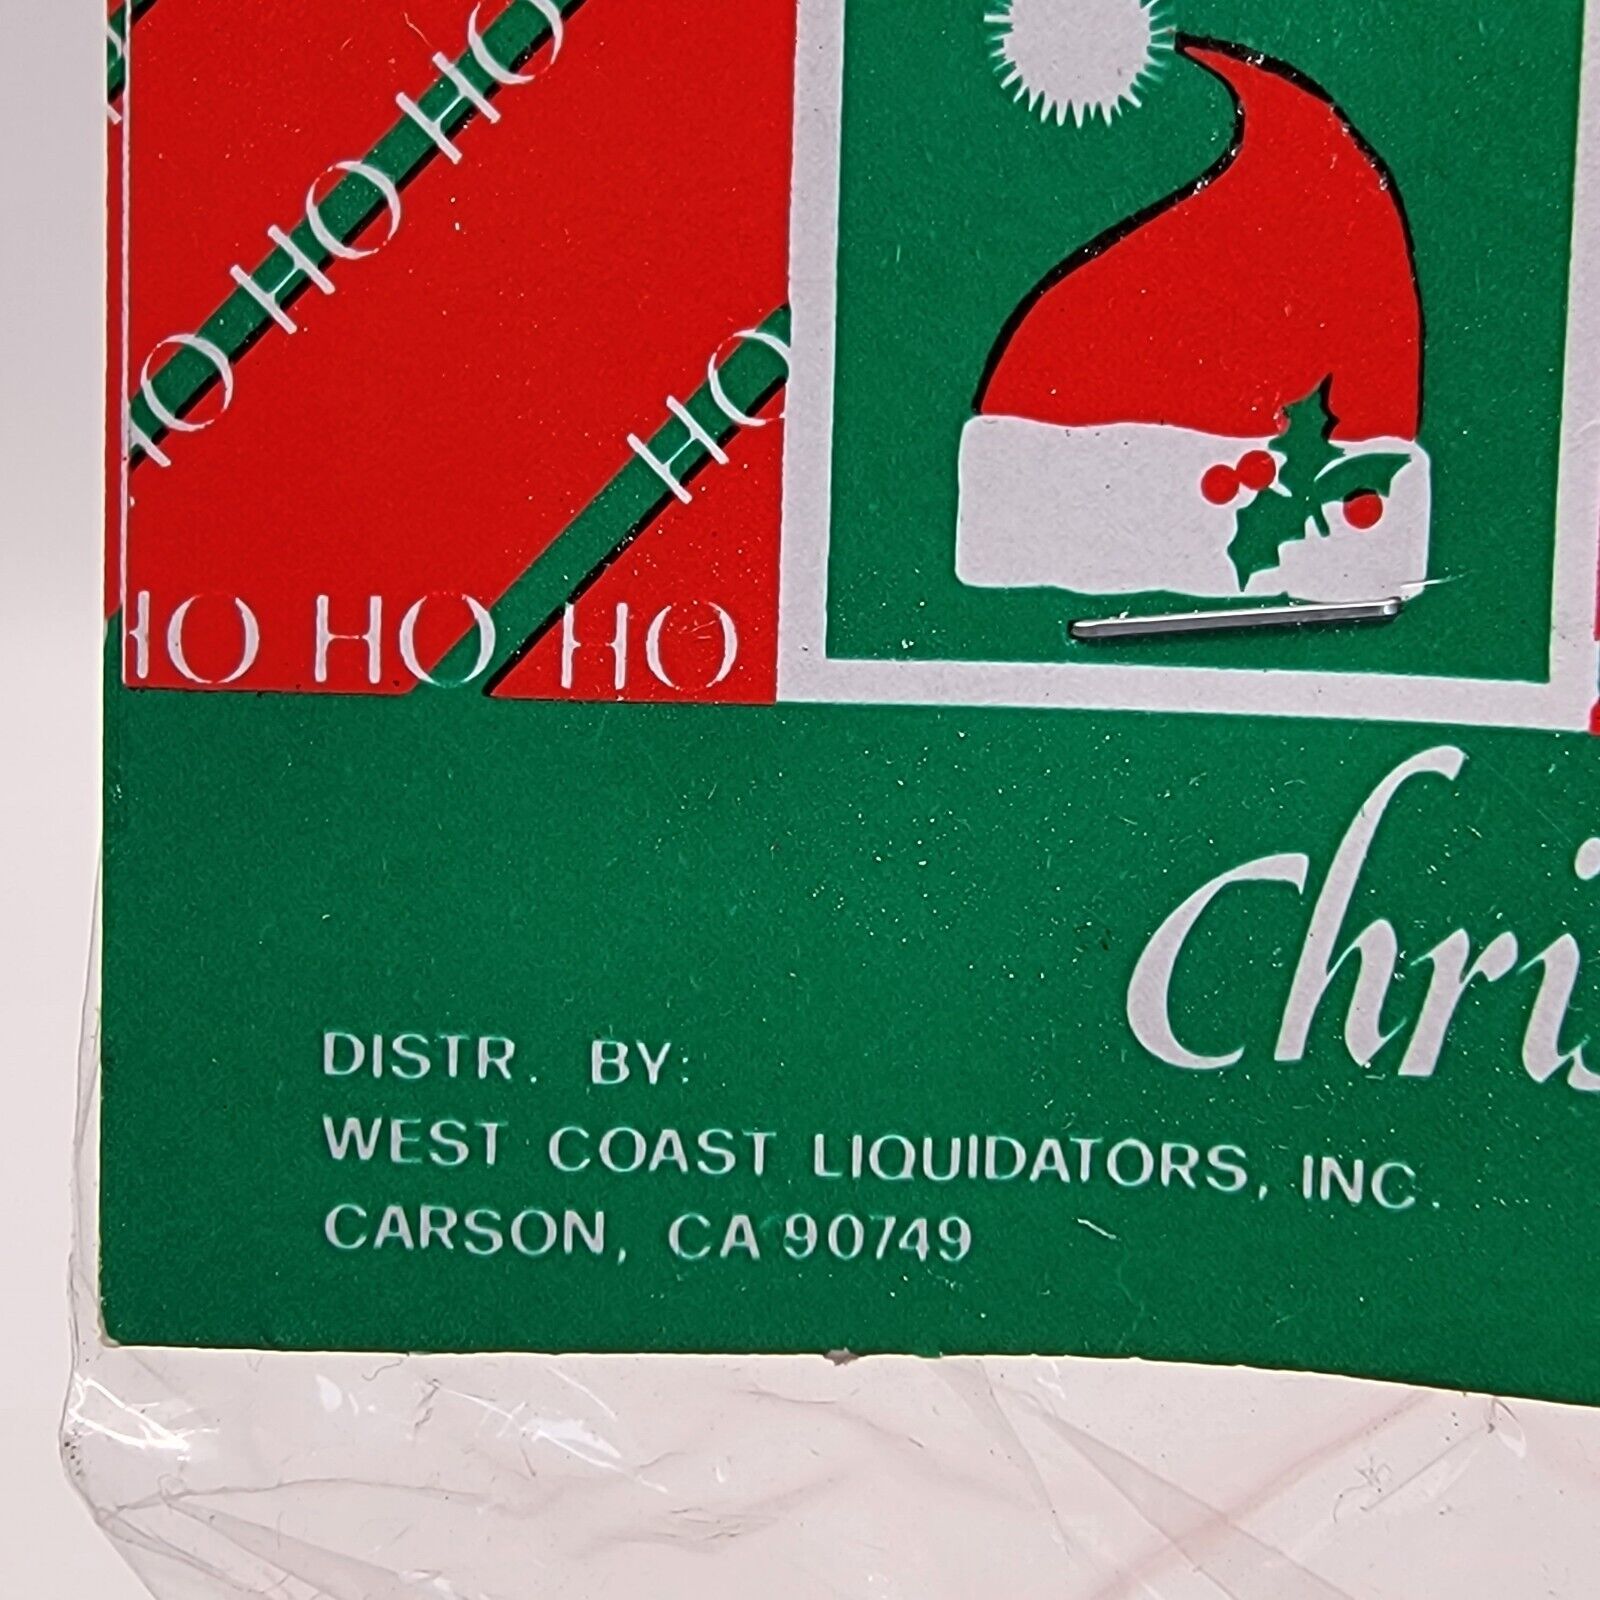 HO HO HO
HO HO HO
HO
HO HO HO
Chris
DISTR. BY:
WEST COAST LIQUIDATORS, INC.
CARSON, CA 90749